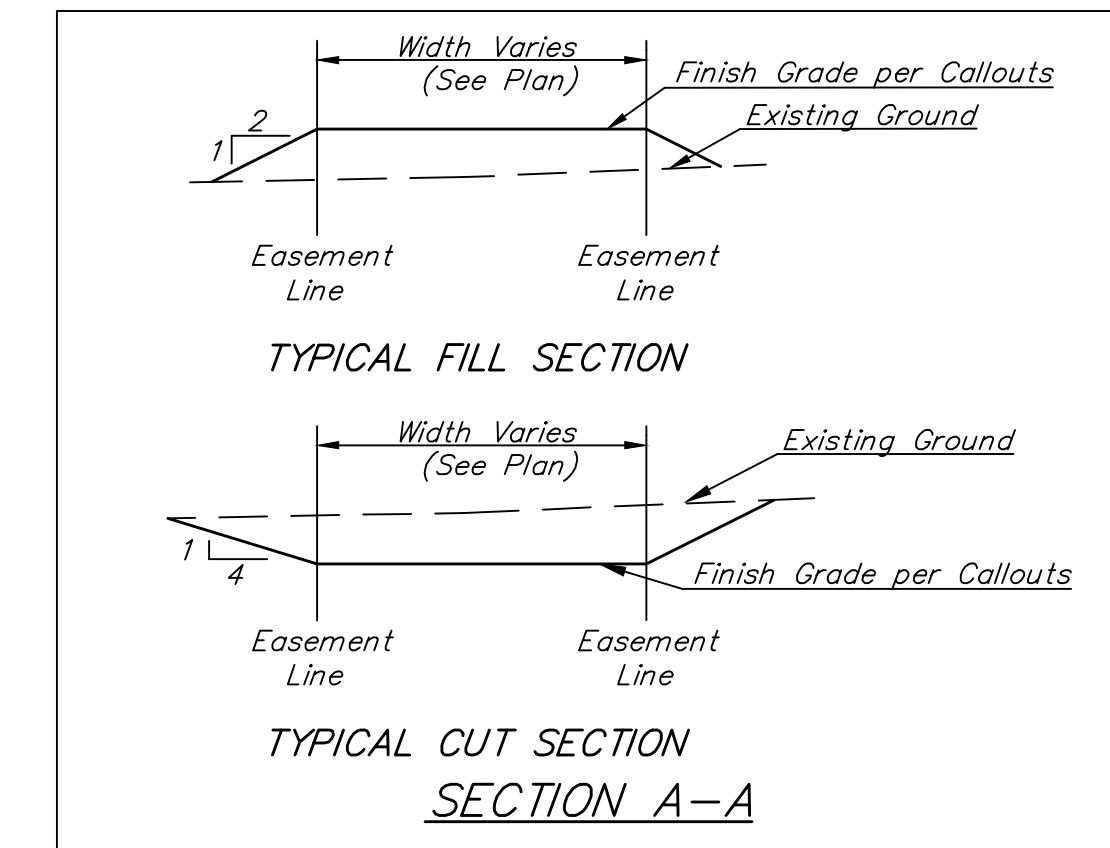 Width Varies
(See Plan)
Finish Grade per Callouts
Existing Ground
2
1
Easement
Line
Easement
Line
TYPICAL FILL SECTION
Width Varies
(See Plan)
Existing Ground
1
4
Finish Grade per Callouts
Easement
Line
Easement
Line
TYPICAL CUT SECTION
SECTION A-A